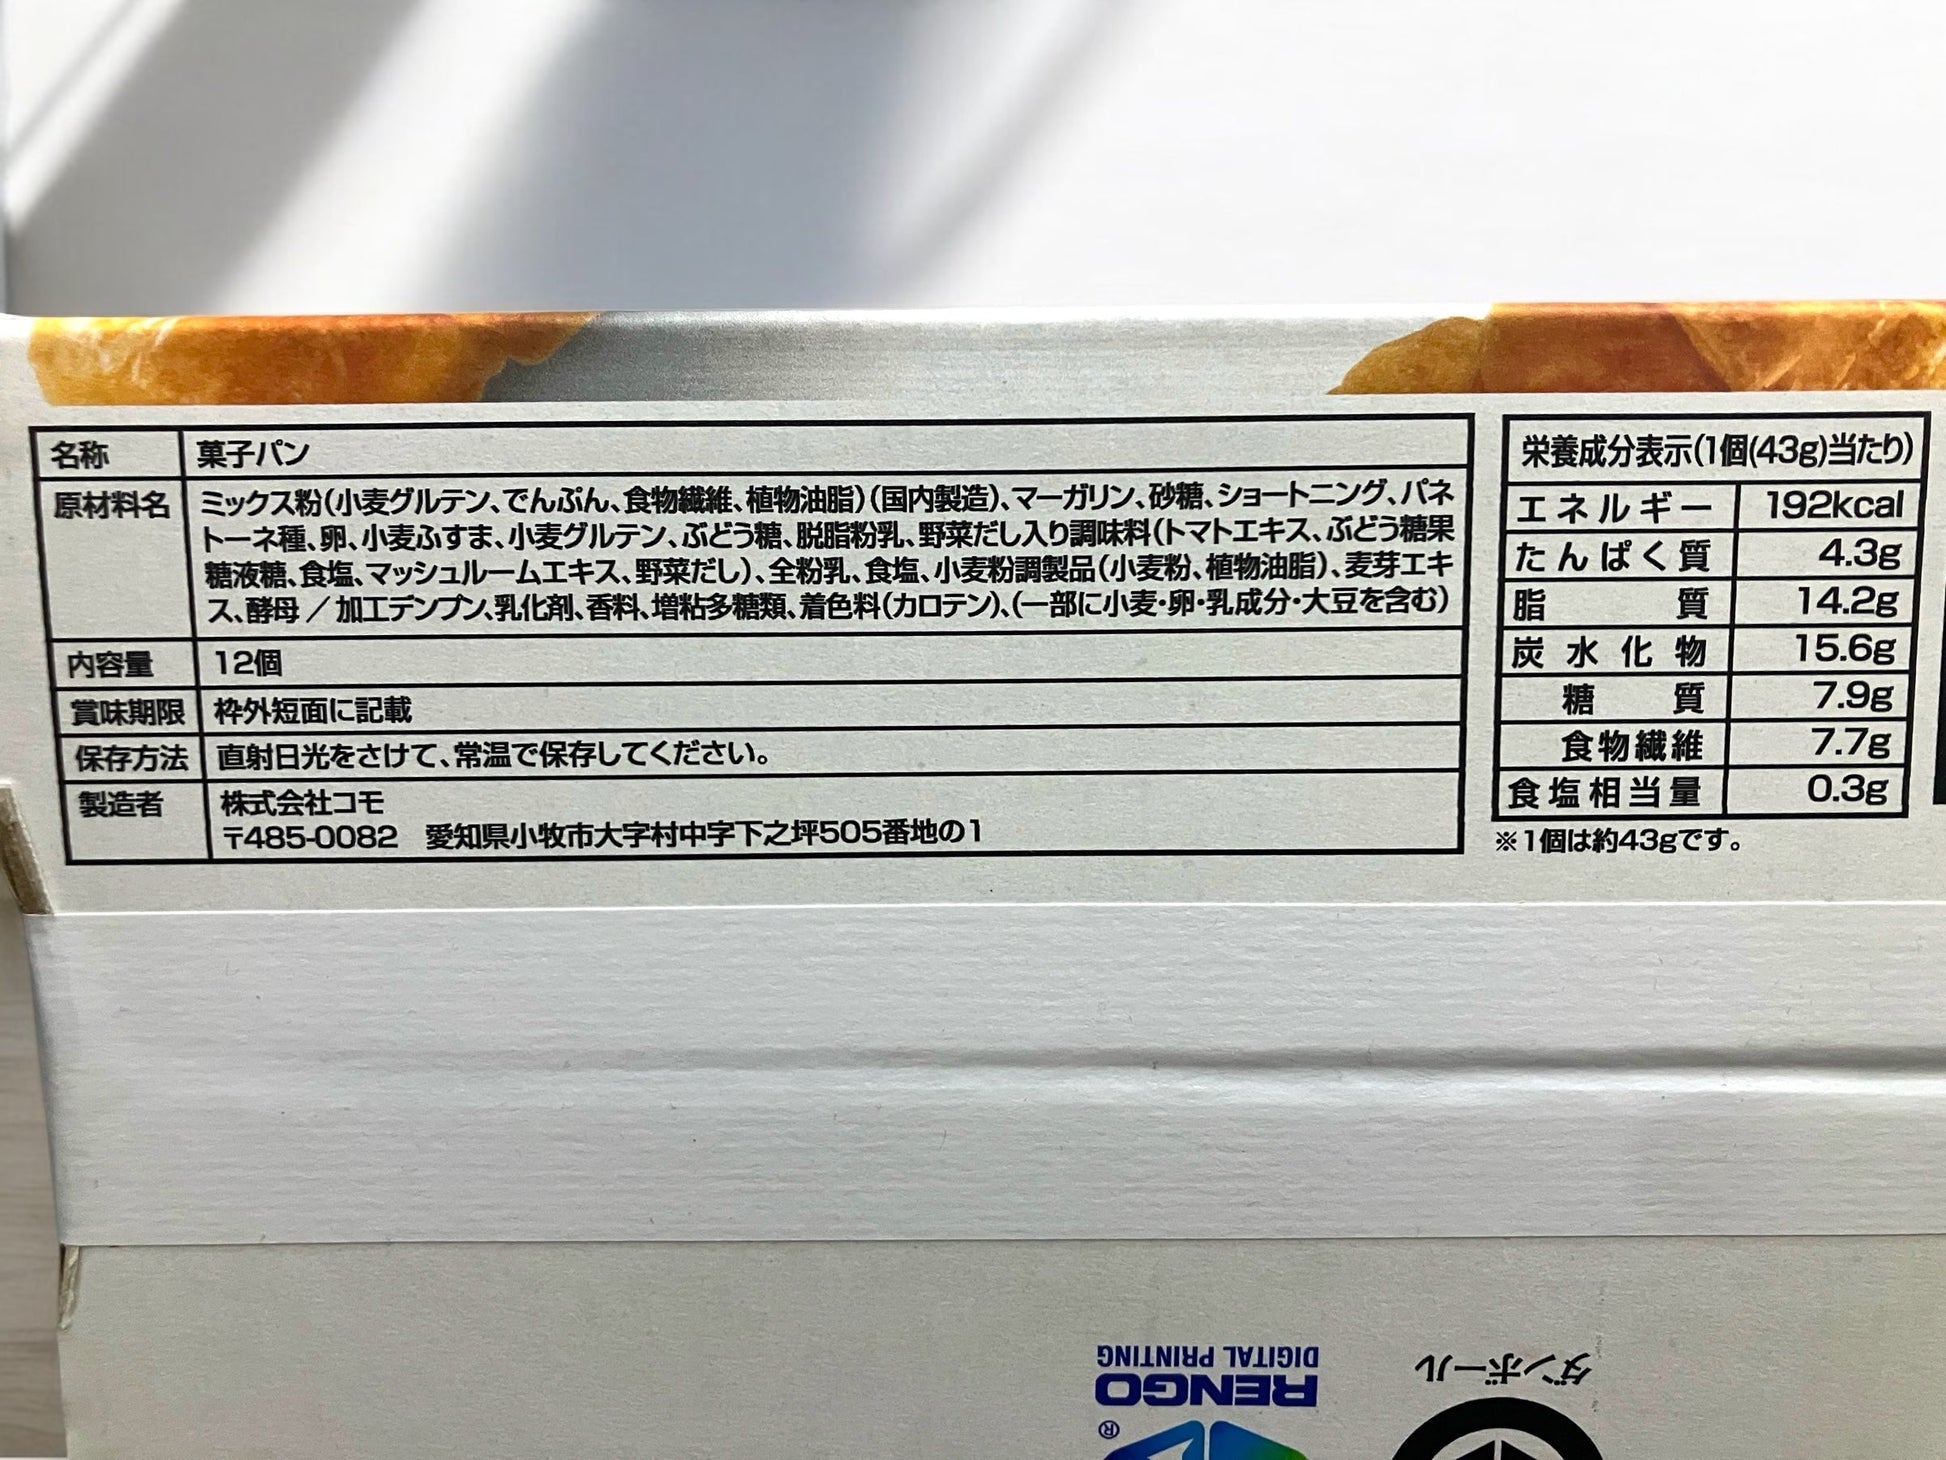 名称 菓子パン
原材料名 ミックス粉(小麦グルテン、でんぷん、食物繊維、植物油脂)(国内製造)、マーガリン、砂糖、ショートニング、パネ
トーネ種、卵、小麦ふすま、小麦グルテン、ぶどう糖、脱脂粉乳、野菜だし入り調味料(トマトエキス、ぶどう糖果
糖液糖、食塩、マッシュルームエキス、野菜だし)、全粉乳、食塩、小麦粉調製品(小麦粉、植物油脂)、麦芽エキ
ス、酵母／加工デンプン、乳化剤、香料、増粘多糖類、着色料(カロテン)、(一部に小麦・卵・乳成分・大豆を含む)
内容量 12個
賞味期限 枠外短面に記載
保存方法 直射日光をさけて、常温で保存してください。
製造者 株式会社コモ
〒485-0082 愛知県小牧市大字村中字下之坪505番地の1
栄養成分表示(1個(43g)当たり)
エネルギー 192kcal
たんぱく質 4.3g
脂質 14.2g
炭水化物 15.6g
糖質 7.9g
食物繊維 7.7g
食塩相当量 0.3g
※1個は約43gです。
DIGITAL PRINTING
RENGO
®
ダンボール